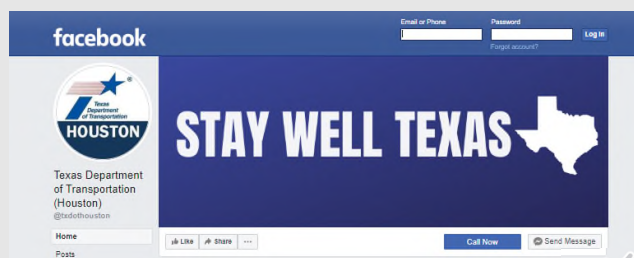 facebook
Email or Phone
Password
Log In
Forgot account?
Texas
Department
of Transportation
HOUSTON
STAY WELL TEXAS
Texas Department
of Transportation
(Houston)
@txdothouston
Home
Posts
Like
Share
...
Call Now
Send Message